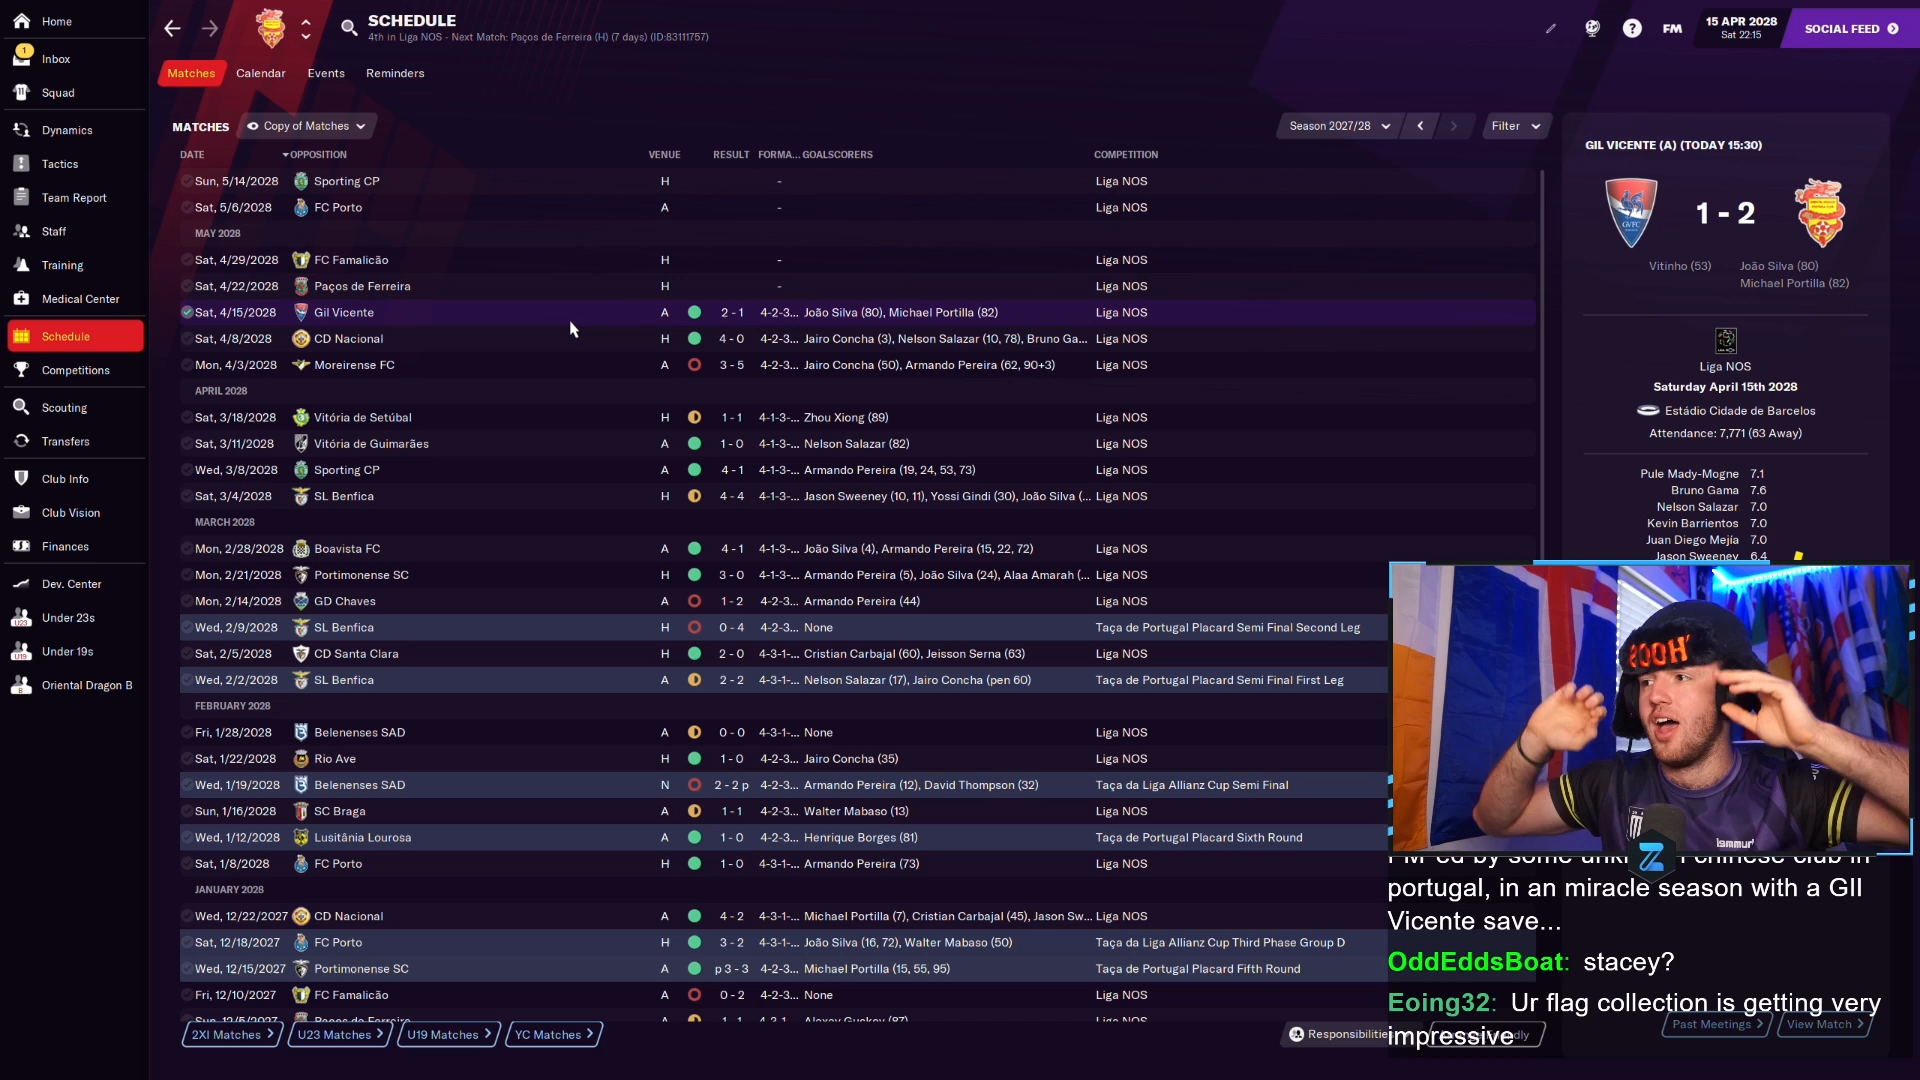 Home
SCHEDULE
4th in Liga NOS - Next Match: Paços de Ferreira (H) (7 days) (ID:83111757)
FM
15 APR 2028
Sat 22:15
SOCIAL FEED
1
Inbox
Squad
Dynamics
Tactics
Team Report
Staff
Training
Medical Center
Schedule
Competitions
Scouting
Transfers
Club Info
Club Vision
Finances
Dev. Center
Under 23s
Under 19s
Oriental Dragon B
Matches Calendar Events Reminders
MATCHES Copy of Matches Season 2027/28 Filter
DATE OPPOSITION VENUE RESULT FORMA... GOALSCORERS COMPETITION
Sun, 5/14/2028 Sporting CP H - Liga NOS
Sat, 5/6/2028 FC Porto A - Liga NOS
MAY 2028
Sat, 4/29/2028 FC Famalicão H - Liga NOS
Sat, 4/22/2028 Paços de Ferreira H - Liga NOS
Sat, 4/15/2028 Gil Vicente A 2 - 1 4-2-3... João Silva (80), Michael Portilla (82) Liga NOS
Sat, 4/8/2028 CD Nacional H 4 - 0 4-2-3... Jairo Concha (3), Nelson Salazar (10, 78), Bruno Ga... Liga NOS
Mon, 4/3/2028 Moreirense FC A 3 - 5 4-2-3... Jairo Concha (50), Armando Pereira (62, 90+3) Liga NOS
APRIL 2028
Sat, 3/18/2028 Vitória de Setúbal H 1 - 1 4-1-3-... Zhou Xiong (89) Liga NOS
Sat, 3/11/2028 Vitória de Guimarães A 1 - 0 4-1-3-... Nelson Salazar (82) Liga NOS
Wed, 3/8/2028 Sporting CP A 4 - 1 4-1-3-... Armando Pereira (19, 24, 53, 73) Liga NOS
Sat, 3/4/2028 SL Benfica H 4 - 4 4-1-3-... Jason Sweeney (10, 11), Yossi Gindi (30), João Silva (... Liga NOS
MARCH 2028
Mon, 2/28/2028 Boavista FC A 4 - 1 4-1-3-... João Silva (4), Armando Pereira (15, 22, 72) Liga NOS
Mon, 2/21/2028 Portimonense SC H 3 - 0 4-1-3-... Armando Pereira (5), João Silva (24), Alaa Amarah (... Liga NOS
Mon, 2/14/2028 GD Chaves A 1 - 2 4-2-3... Armando Pereira (44) Liga NOS
Wed, 2/9/2028 SL Benfica H 0 - 4 4-2-3... None Taça de Portugal Placard Semi Final Second Leg
Sat, 2/5/2028 CD Santa Clara H 2 - 0 4-3-1-... Cristian Carbajal (60), Jeisson Serna (63) Liga NOS
Wed, 2/2/2028 SL Benfica A 2 - 2 4-3-1-... Nelson Salazar (17), Jairo Concha (pen 60) Taça de Portugal Placard Semi Final First Leg
FEBRUARY 2028
Fri, 1/28/2028 Belenenses SAD A 0 - 0 4-3-1-... None Liga NOS
Sat, 1/22/2028 Rio Ave H 1 - 0 4-2-3... Jairo Concha (35) Liga NOS
Wed, 1/19/2028 Belenenses SAD N 2 - 2 p 4-2-3... Armando Pereira (12), David Thompson (32) Taça da Liga Allianz Cup Semi Final
Sun, 1/16/2028 SC Braga A 1 - 1 4-2-3... Walter Mabaso (13) Liga NOS
Wed, 1/12/2028 Lusitânia Lourosa A 1 - 0 4-2-3... Henrique Borges (81) Taça de Portugal Placard Sixth Round
Sat, 1/8/2028 FC Porto H 1 - 0 4-3-1-... Armando Pereira (73) Liga NOS
JANUARY 2028
Wed, 12/22/2027 CD Nacional A 4 - 2 4-3-1-... Michael Portilla (7), Cristian Carbajal (45), Jason Sw... Liga NOS
Sat, 12/18/2027 FC Porto H 3 - 2 4-3-1-... João Silva (16, 72), Walter Mabaso (50) Taça da Liga Allianz Cup Third Phase Group D
Wed, 12/15/2027 Portimonense SC A p 3 - 3 4-2-3... Michael Portilla (15, 55, 95) Taça de Portugal Placard Fifth Round
Fri, 12/10/2027 FC Famalicão A 0 - 2 4-2-3... None Liga NOS
2XI Matches U23 Matches U19 Matches YC Matches
Past Meetings View Match
GIL VICENTE (A) (TODAY 15:30)
1 - 2
Vitinho (53) João Silva (80)
Michael Portilla (82)
Liga NOS
Saturday April 15th 2028
Estádio Cidade de Barcelos
Attendance: 7,771 (63 Away)
Pule Mady-Mogne 7.1
Bruno Gama 7.6
Nelson Salazar 7.0
Kevin Barrientos 7.0
Juan Diego Mejía 7.0
Jason Sweeney 6.4
portugal, in an miracle season with a GIl
Vicente save...
OddEddsBoat: stacey?
Eoing32: Ur flag collection is getting very
impressive